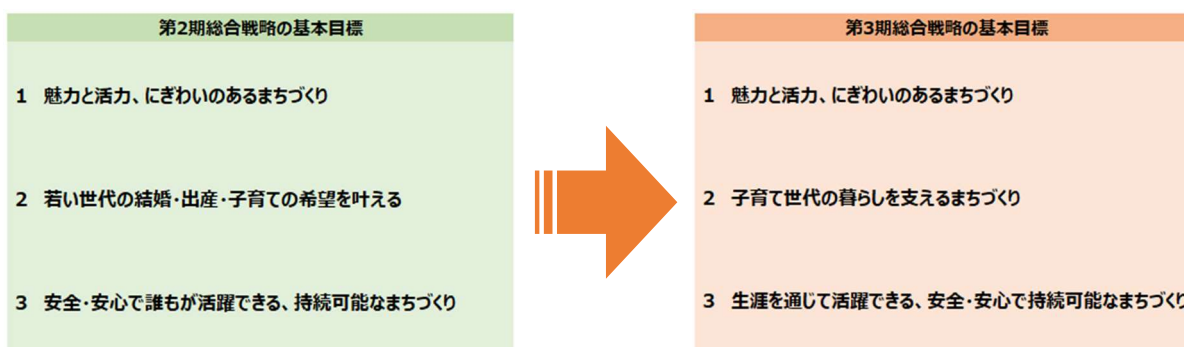 第2期総合戦略の基本目標
1 魅力と活力、にぎわいのあるまちづくり
2 若い世代の結婚・出産・子育ての希望を叶える
3 安全・安心で誰もが活躍できる、持続可能なまちづくり
第3期総合戦略の基本目標
1 魅力と活力、にぎわいのあるまちづくり
2 子育て世代の暮らしを支えるまちづくり
3 生涯を通じて活躍できる、安全・安心で持続可能なまちづくり